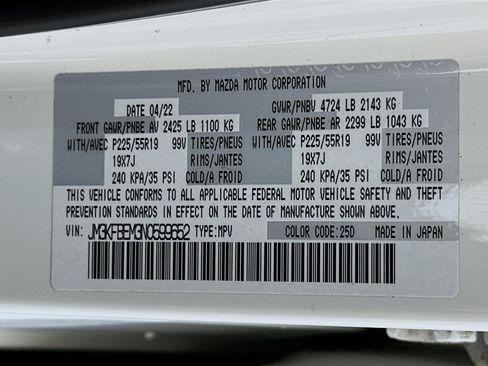 MFD. BY MAZDA MOTOR CORPORATION
DATE 04/22 GVWR/PNBV 4724 LB 2143 KG
FRONT GAWR/PNBE AV 2425 LB 1100 KG REAR GAWR/PNBE AR 2299 LB 1043 KG
WITH/AVEC P225/55R19 99V TIRES/PNEUS WITH/AVEC P225/55R19 99V TIRES/PNEUS
19X7J RIMS/JANTES 19X7J RIMS/JANTES
240 KPA/35 PSI COLD/A FROID 240 KPA/35 PSI COLD/A FROID
THIS VEHICLE CONFORMS TO ALL APPLICABLE FEDERAL MOTOR VEHICLE SAFETY AND THEFT
PREVENTION STANDARDS IN EFFECT ON THE DATE OF MANUFACTURE SHOWN ABOVE.
VIN: TYPE:MPV COLOR CODE:25D MADE IN JAPAN